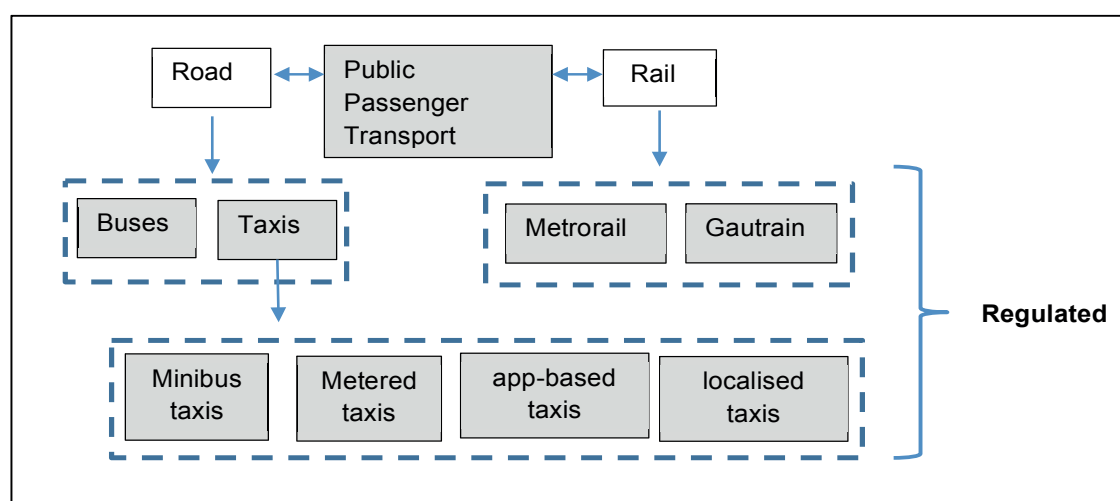 Road
Public
Passenger
Transport
Rail
Buses
Taxis
Metrorail
Gautrain
Regulated
Minibus
taxis
Metered
taxis
app-based
taxis
localised
taxis